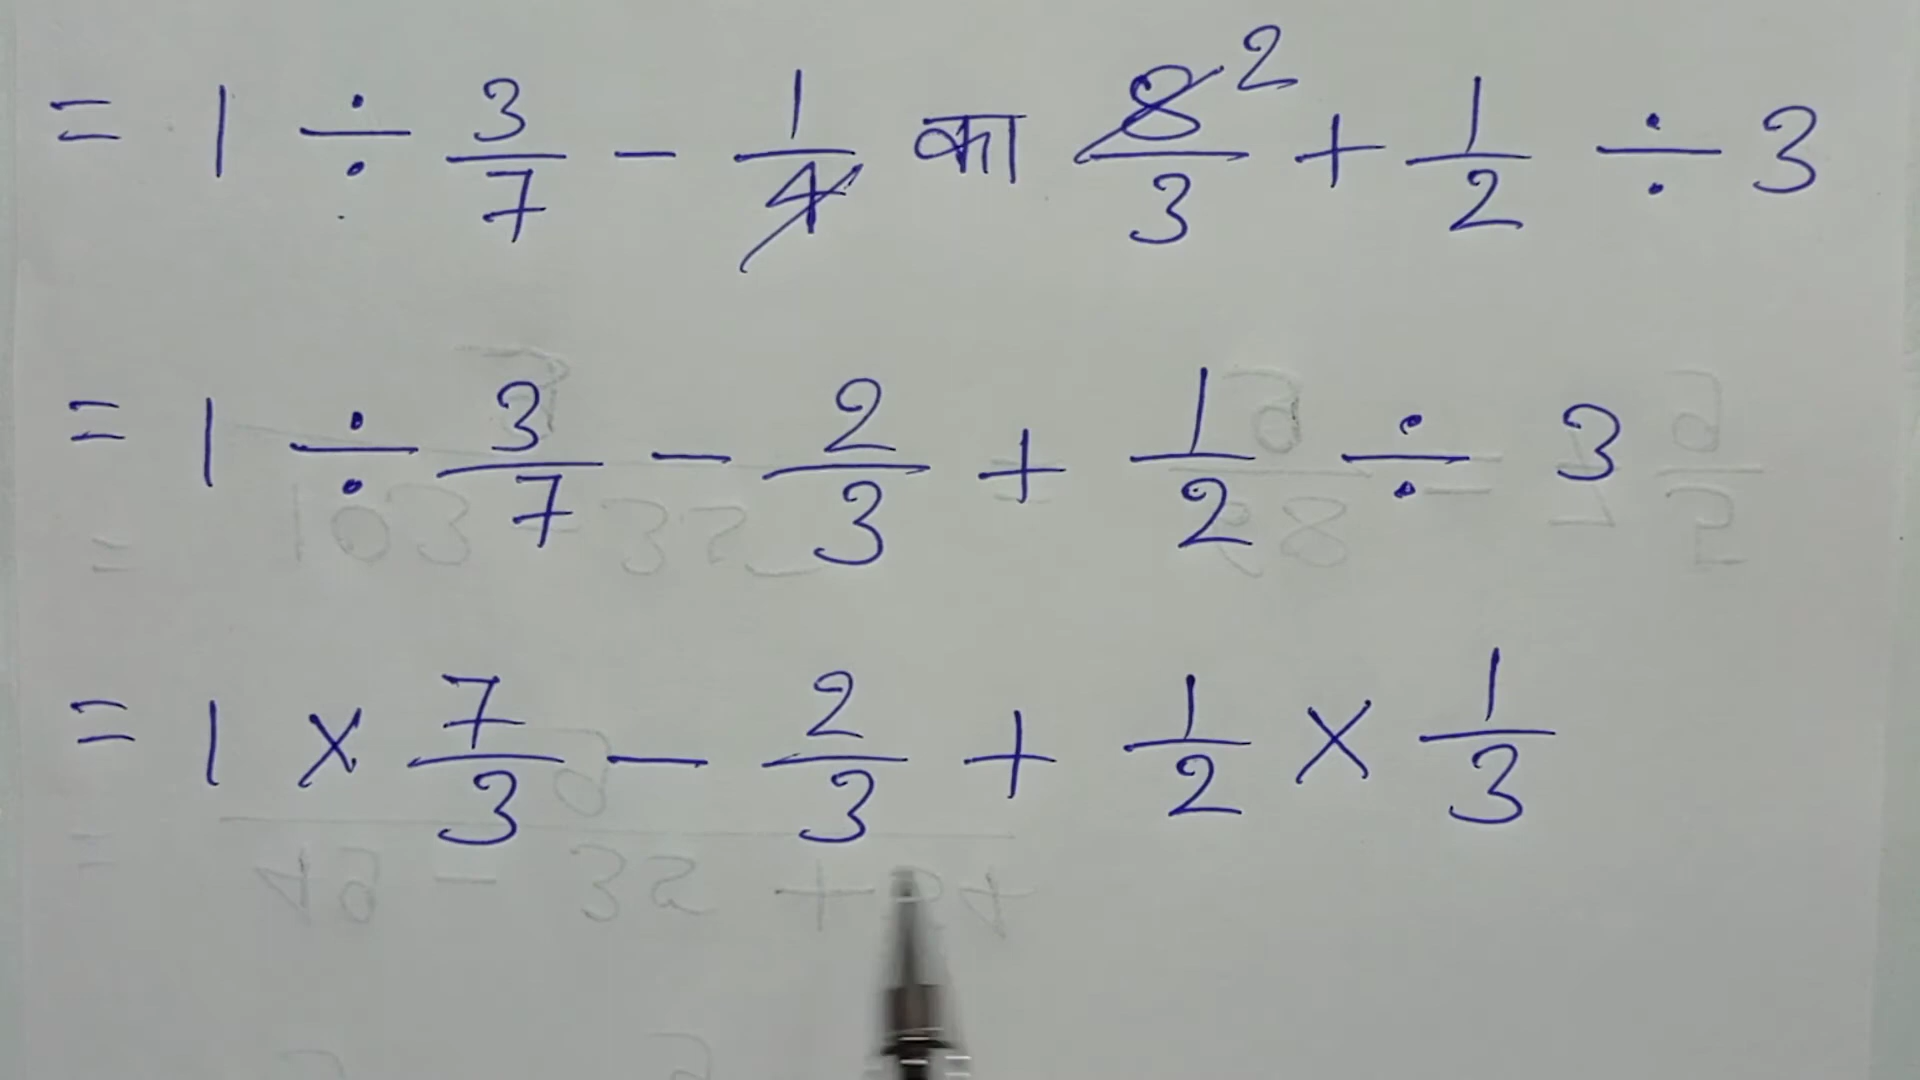 = 1 ÷ 3/7 - 1/4 का 8/3 2 + 1/2 ÷ 3
= 1 ÷ 3/7 - 2/3 + 1/2 ÷ 3
= 1 × 7/3 - 2/3 + 1/2 × 1/3